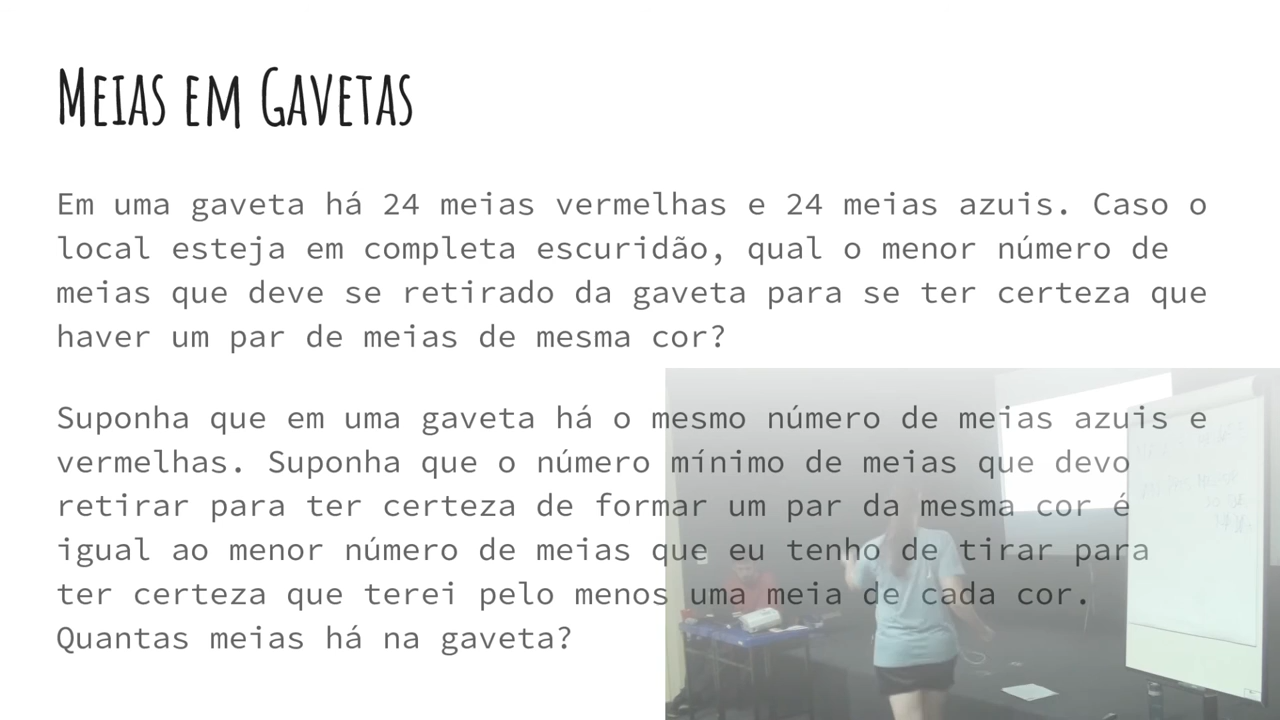 Meias em Gavetas
Em uma gaveta há 24 meias vermelhas e 24 meias azuis. Caso o
local esteja em completa escuridão, qual o menor número de
meias que deve se retirado da gaveta para se ter certeza que
haver um par de meias de mesma cor?
Suponha que em uma gaveta há o mesmo número de meias azuis e
vermelhas. Suponha que o número mínimo de meias que devo
retirar para ter certeza de formar um par da mesma cor é
igual ao menor número de meias que eu tenho de tirar para
ter certeza que terei pelo menos uma meia de cada cor.
Quantas meias há na gaveta?